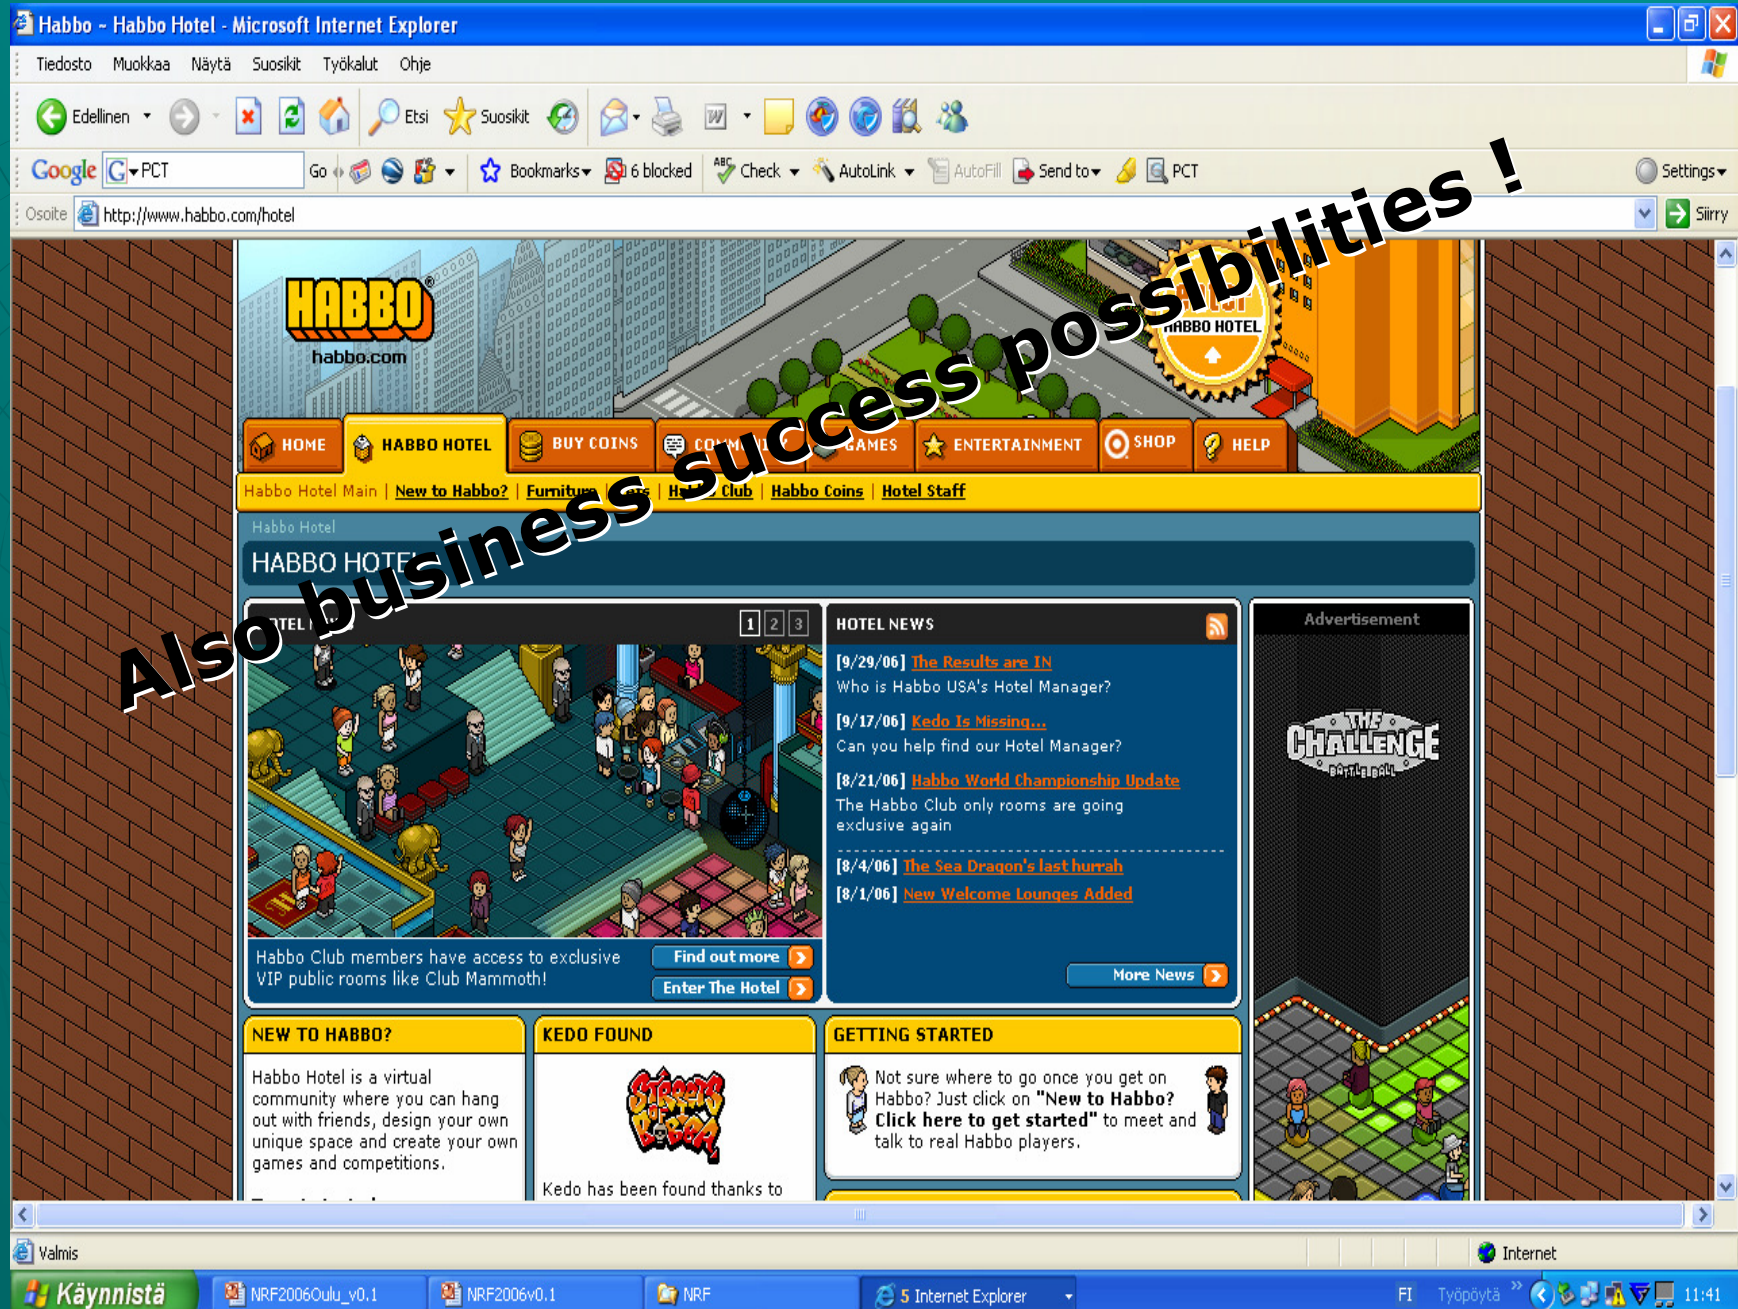 Habbo ~ Habbo Hotel - Microsoft Internet Explorer
Tiedosto Muokkaa Näytä Suosikit Työkalut Ohje
Edellinen Etsi Suosikit
Google PCT Go Bookmarks 6 blocked ABC Check AutoLink AutoFill Send to PCT Settings
Osoite http://www.habbo.com/hotel Siirry
Also business success possibilities !
HABBO
habbo.com
HABBO HOTEL
HOME HABBO HOTEL BUY COINS GAMES ENTERTAINMENT SHOP HELP
Habbo Hotel Main | New to Habbo? | Furniture | | Club | Habbo Coins | Hotel Staff
Habbo Hotel
HABBO HOTEL
1 2 3
HOTEL NEWS
[9/29/06] The Results are IN
Who is Habbo USA's Hotel Manager?
[9/17/06] Kedo Is Missing...
Can you help find our Hotel Manager?
[8/21/06] Habbo World Championship Update
The Habbo Club only rooms are going
exclusive again
[8/4/06] The Sea Dragon's last hurrah
[8/1/06] New Welcome Lounges Added
More News
Habbo Club members have access to exclusive
VIP public rooms like Club Mammoth!
Find out more
Enter The Hotel
Advertisement
THE
CHALLENGE
BATTLEBALL
NEW TO HABBO?
Habbo Hotel is a virtual
community where you can hang
out with friends, design your own
unique space and create your own
games and competitions.
KEDO FOUND
STREETS
OF
BOBBA
Kedo has been found thanks to
GETTING STARTED
Not sure where to go once you get on
Habbo? Just click on "New to Habbo?
Click here to get started" to meet and
talk to real Habbo players.
Valmis Internet
Käynnistä NRF2006Oulu_v0.1 NRF2006v0.1 NRF 5 Internet Explorer FI Työpöytä » 11:41